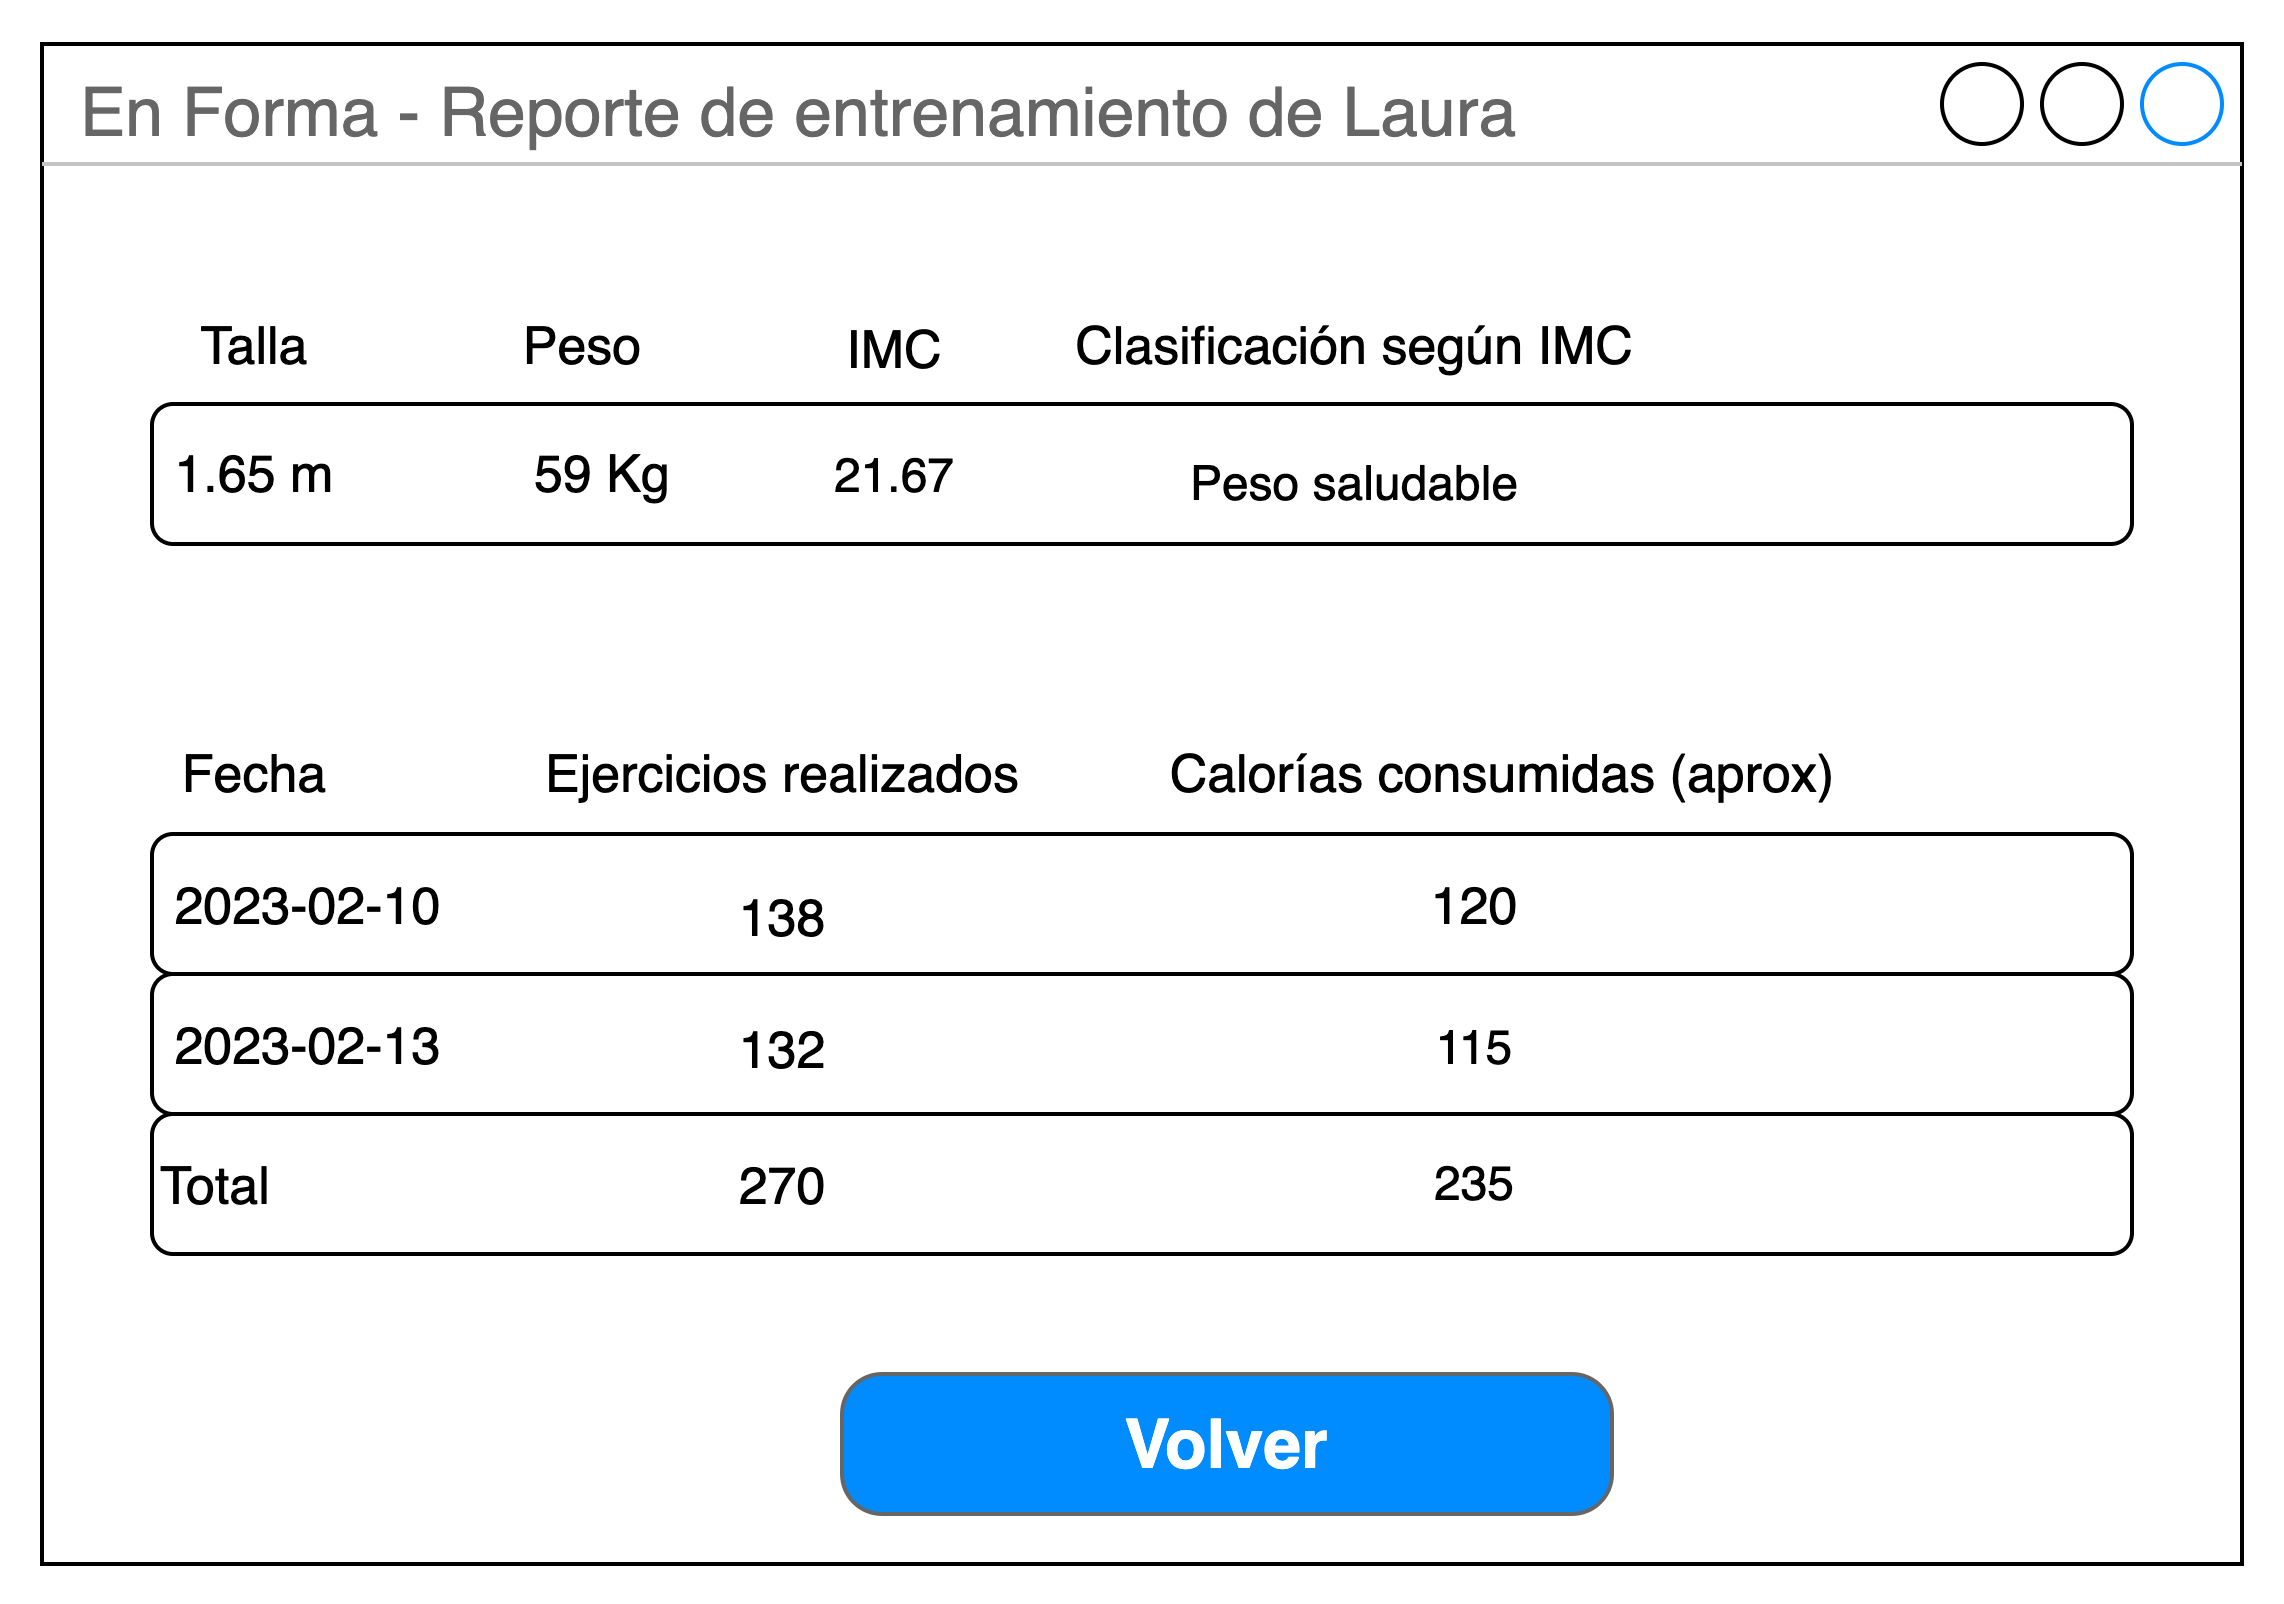 En Forma - Reporte de entrenamiento de Laura
Talla Peso IMC Clasificación según IMC
1.65 m 59 Kg 21.67 Peso saludable
Fecha Ejercicios realizados Calorías consumidas (aprox)
2023-02-10 138 120
2023-02-13 132 115
Total 270 235
Volver